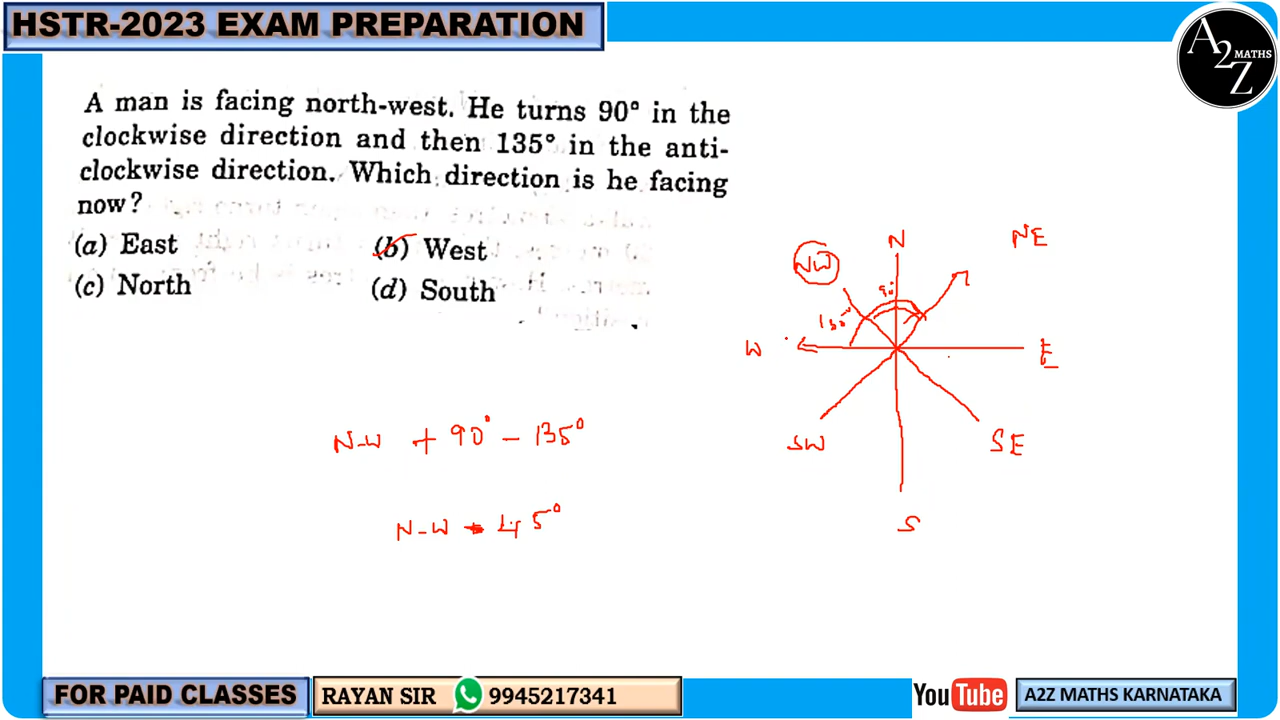 HSTR-2023 EXAM PREPARATION
A2Z MATHS
A man is facing north-west. He turns 90° in the
clockwise direction and then 135° in the anti-
clockwise direction. Which direction is he facing
now?
(a) East (b) West
(c) North (d) South
N NE
NW
90°
135°
W E
SW SE
S
N-W + 90° - 135°
N-W - 45°
FOR PAID CLASSES RAYAN SIR 9945217341 YouTube A2Z MATHS KARNATAKA